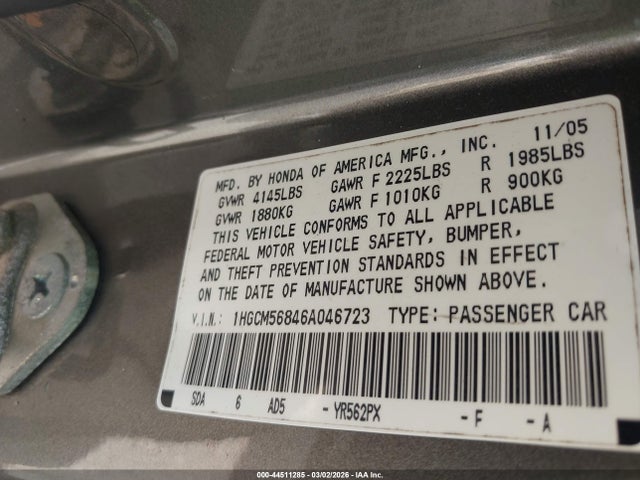 MFD. BY HONDA OF AMERICA MFG., INC. 11/05
GVWR 4145LBS GAWR F 2225LBS R 1985LBS
GVWR 1880KG GAWR F 1010KG R 900KG
THIS VEHICLE CONFORMS TO ALL APPLICABLE
FEDERAL MOTOR VEHICLE SAFETY, BUMPER,
AND THEFT PREVENTION STANDARDS IN EFFECT
ON THE DATE OF MANUFACTURE SHOWN ABOVE.
V.I.N.: 1HGCM56846A046723 TYPE: PASSENGER CAR
SDA 6 AD5 - YR562PX - F - A
000-44511285 - 03/02/2026 - IAA Inc.